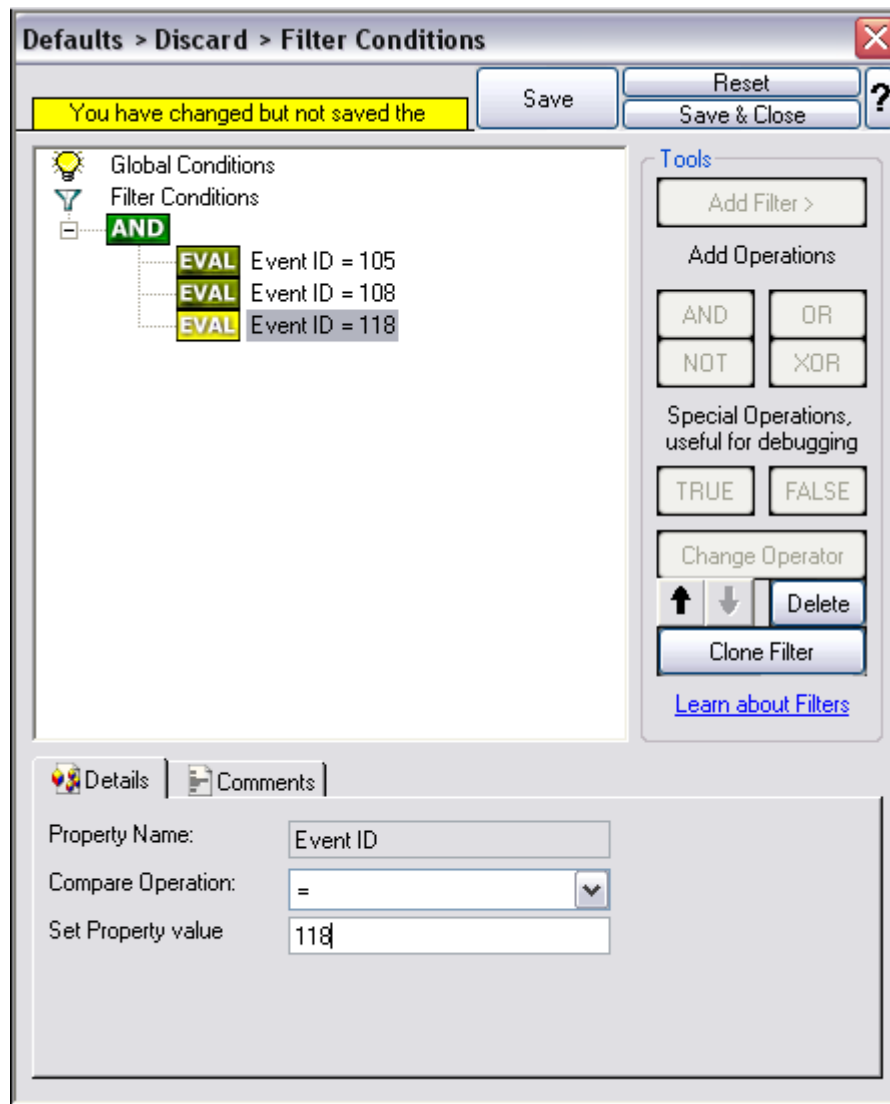 Defaults > Discard > Filter Conditions
You have changed but not saved the
Save
Reset
Save & Close
?
Global Conditions
Filter Conditions
AND
EVAL Event ID = 105
EVAL Event ID = 108
EVAL Event ID = 118
Tools
Add Filter >
Add Operations
AND OR
NOT XOR
Special Operations,
useful for debugging
TRUE FALSE
Change Operator
Delete
Clone Filter
Learn about Filters
Details Comments
Property Name: Event ID
Compare Operation: =
Set Property value 118